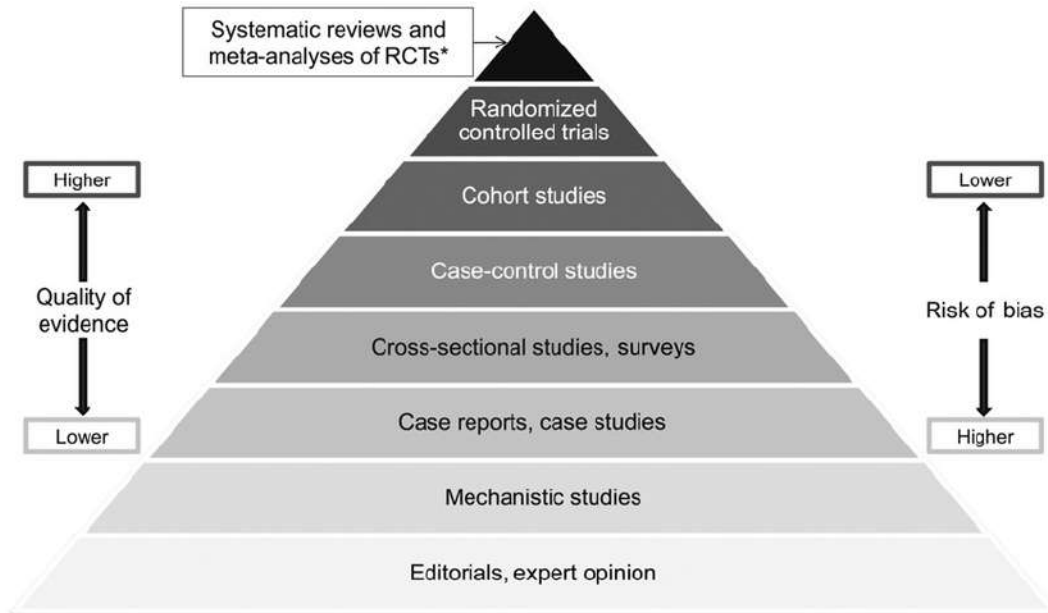 Systematic reviews and
meta-analyses of RCTs*
Randomized
controlled trials
Higher
Lower
Cohort studies
Case-control studies
Quality of
evidence
Risk of bias
Cross-sectional studies, surveys
Case reports, case studies
Lower
Higher
Mechanistic studies
Editorials, expert opinion